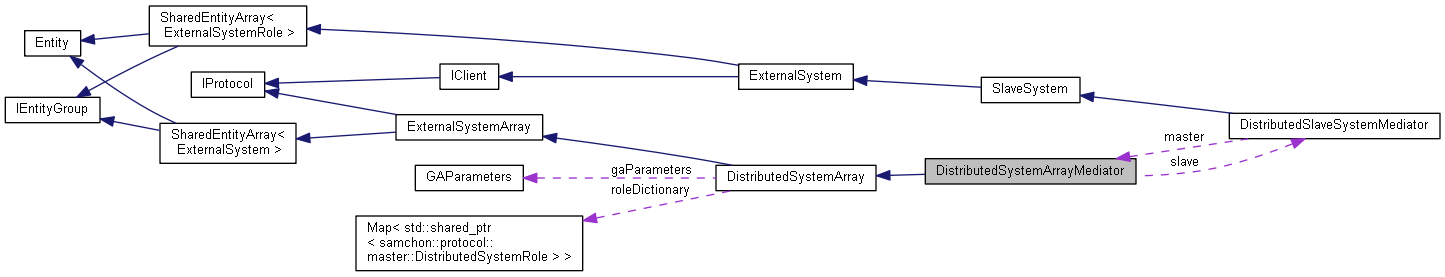 SharedEntityArray<
ExternalSystemRole >
Entity
IEntityGroup
SharedEntityArray<
ExternalSystem >
IProtocol
IClient
ExternalSystem
SlaveSystem
ExternalSystemArray
DistributedSlaveSystemMediator
master
slave
DistributedSystemArrayMediator
DistributedSystemArray
gaParameters
GAParameters
roleDictionary
Map< std::shared_ptr
< samchon::protocol::
master::DistributedSystemRole > >